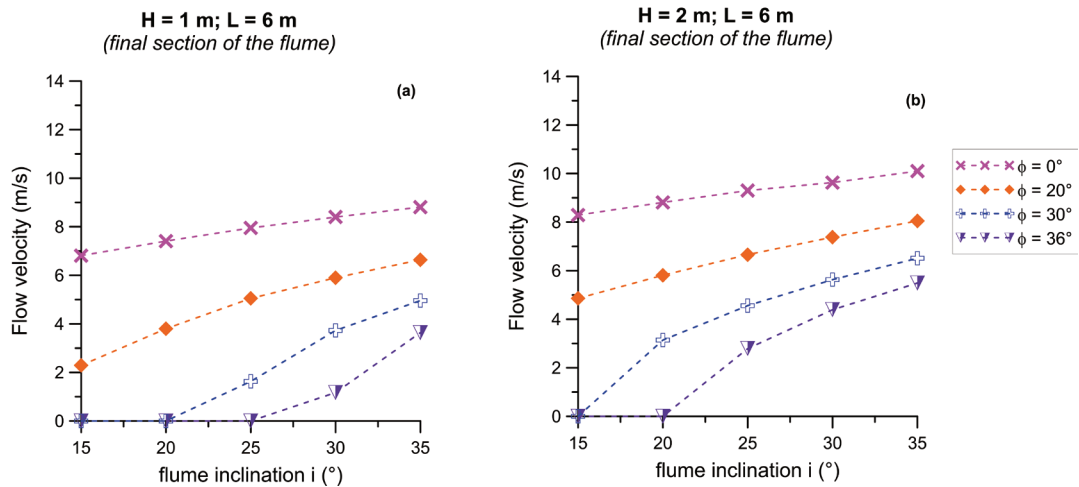 H = 1 m; L = 6 m
(final section of the flume)
(a)
Flow velocity (m/s)
14
12
10
8
6
4
2
0
15 20 25 30 35
flume inclination i (°)
H = 2 m; L = 6 m
(final section of the flume)
(b)
Flow velocity (m/s)
14
12
10
8
6
4
2
0
15 20 25 30 35
flume inclination i (°)
ϕ = 0°
ϕ = 20°
ϕ = 30°
ϕ = 36°